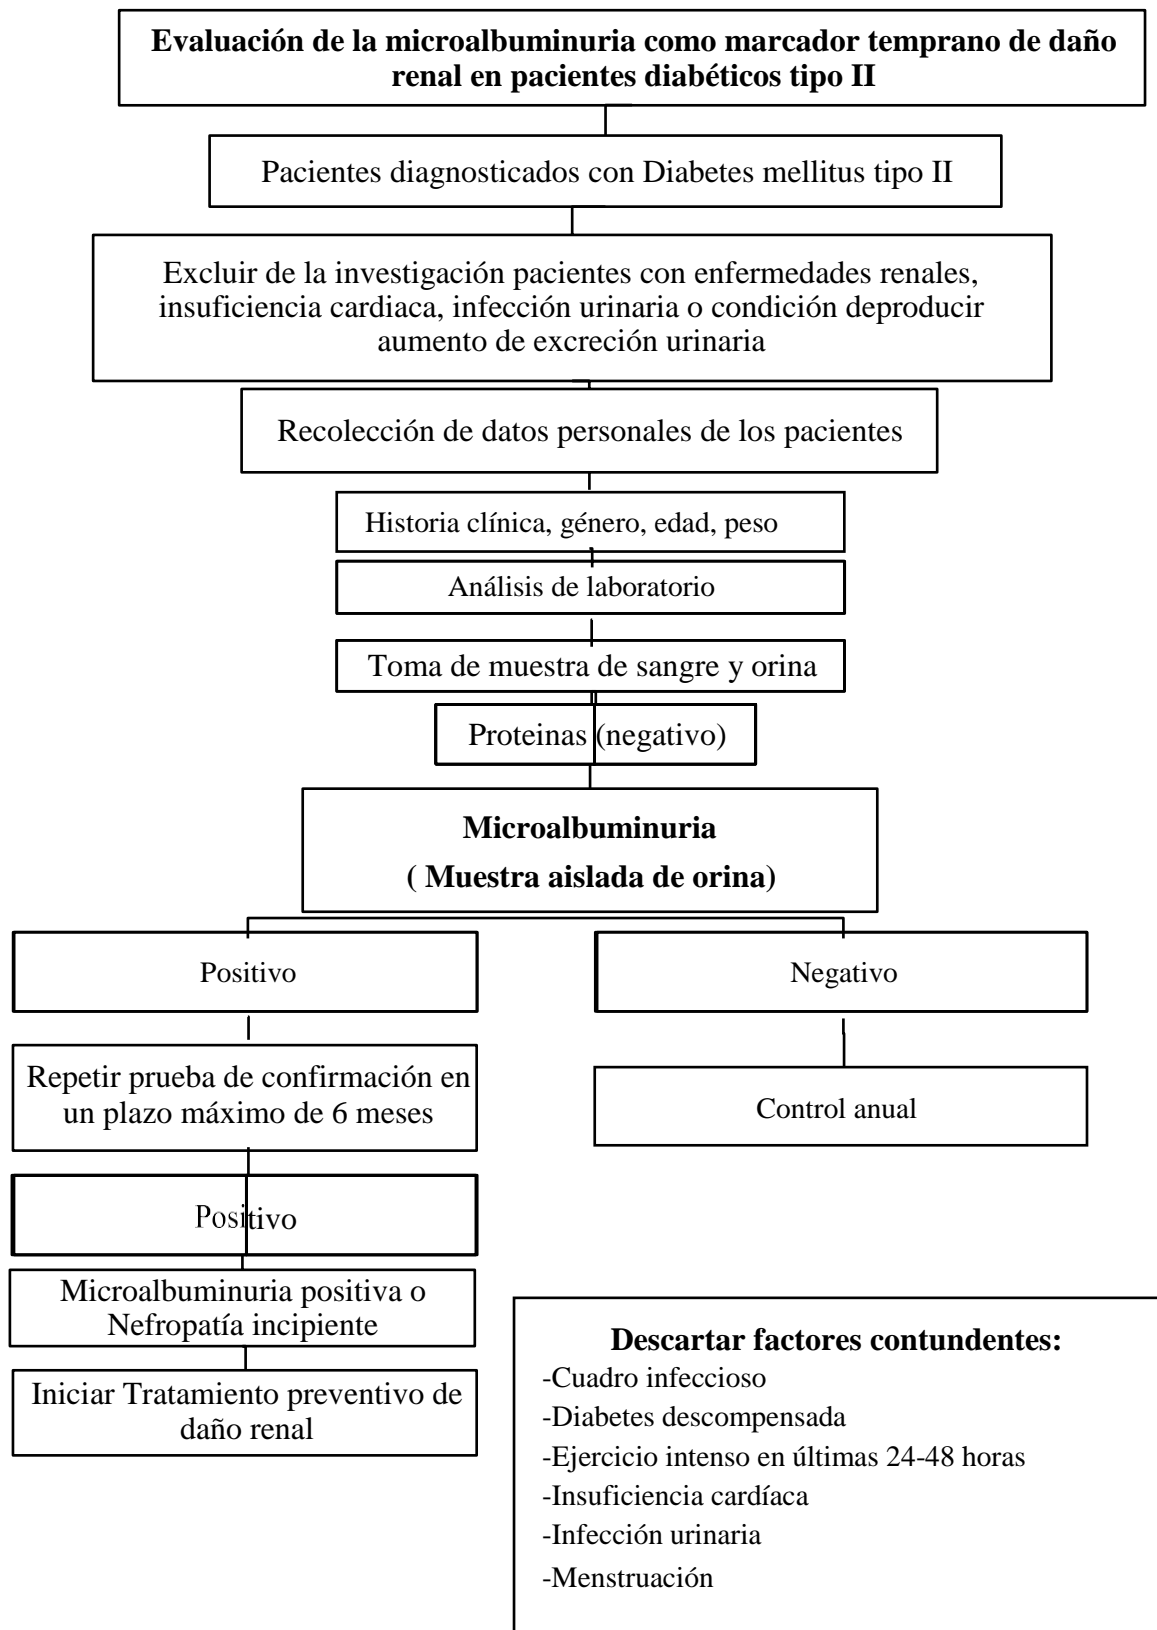 Evaluación de la microalbuminuria como marcador temprano de daño
renal en pacientes diabéticos tipo II
Pacientes diagnosticados con Diabetes mellitus tipo II
Excluir de la investigación pacientes con enfermedades renales,
insuficiencia cardiaca, infección urinaria o condición deproducir
aumento de excreción urinaria
Recolección de datos personales de los pacientes
Historia clínica, género, edad, peso
Análisis de laboratorio
Toma de muestra de sangre y orina
Proteinas (negativo)
Microalbuminuria
( Muestra aislada de orina)
Positivo
Negativo
Repetir prueba de confirmación en
un plazo máximo de 6 meses
Control anual
Positivo
Microalbuminuria positiva o
Nefropatía incipiente
Iniciar Tratamiento preventivo de
daño renal
Descartar factores contundentes:
-Cuadro infeccioso
-Diabetes descompensada
-Ejercicio intenso en últimas 24-48 horas
-Insuficiencia cardíaca
-Infección urinaria
-Menstruación